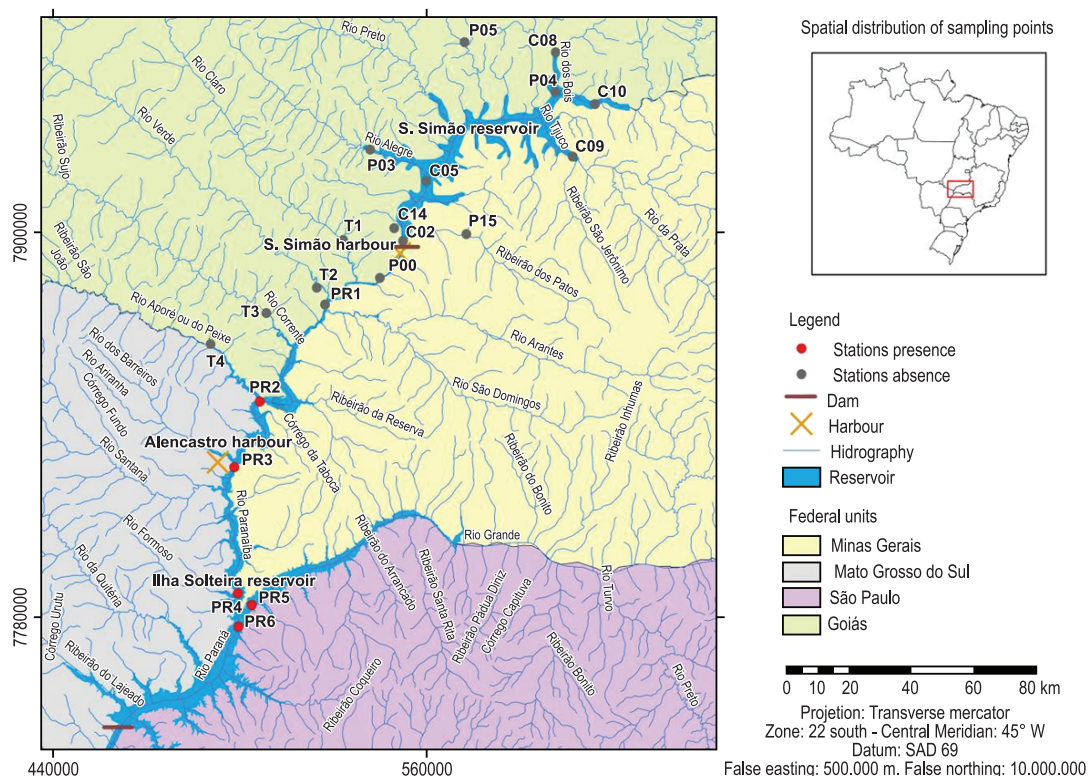 Spatial distribution of sampling points
Rio Preto
P05
C08
Rio dos Bois
Rio Claro
P04
C10
Rio Verde
S. Simão reservoir
Rio Tijuco
Ribeirão Sujo
Rio Alegre
P03
C09
C05
Ribeirão São Jerônimo
Rio da Prata
T1
C14
P15
C02
S. Simão harbour
7900000
Ribeirão São
João
Ribeirão dos Patos
P00
T2
PR1
Rio Aporé ou do Peixe
T3
Rio Corrente
T4
Rio Arantes
Rio dos Barreiros
Rio Ariranha
Córrego Fundo
PR2
Rio São Domingos
Ribeirão da Reserva
Ribeirão Inhumas
Alencastro harbour
Córrego da Taboca
Rio Santana
PR3
Ribeirão do Bonito
Rio Paranaíba
Rio Formoso
Rio Grande
Ribeirão do Arrancado
Rio da Quitéria
Ilha Solteira reservoir
Ribeirão Santa Rita
Ribeirão Pádua Diniz
Córrego Capituva
Rio Turvo
PR4
PR5
PR6
7780000
Córrego Urutu
Rio Paraná
Ribeirão do Lajeado
Ribeirão Coqueiro
Ribeirão Bonito
Rio Preto
440000
560000
Legend
Stations presence
Stations absence
Dam
Harbour
Hidrography
Reservoir
Federal units
Minas Gerais
Mato Grosso do Sul
São Paulo
Goiás
0 10 20 40 60 80 km
Projetion: Transverse mercator
Zone: 22 south - Central Meridian: 45° W
Datum: SAD 69
False easting: 500.000 m. False northing: 10.000.000